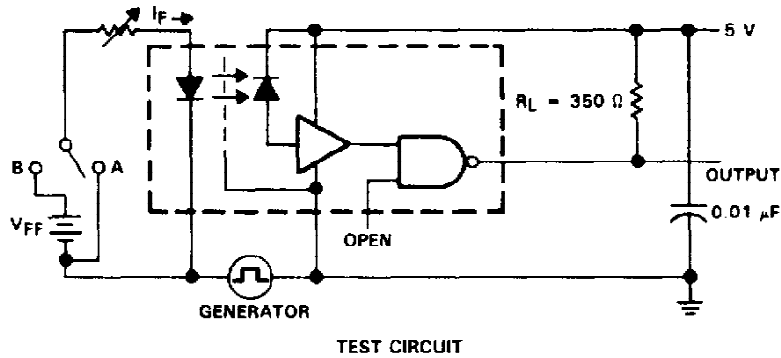 IF
5 V
RL = 350 Ω
B
A
OUTPUT
VFF
0.01 μF
OPEN
GENERATOR
TEST CIRCUIT